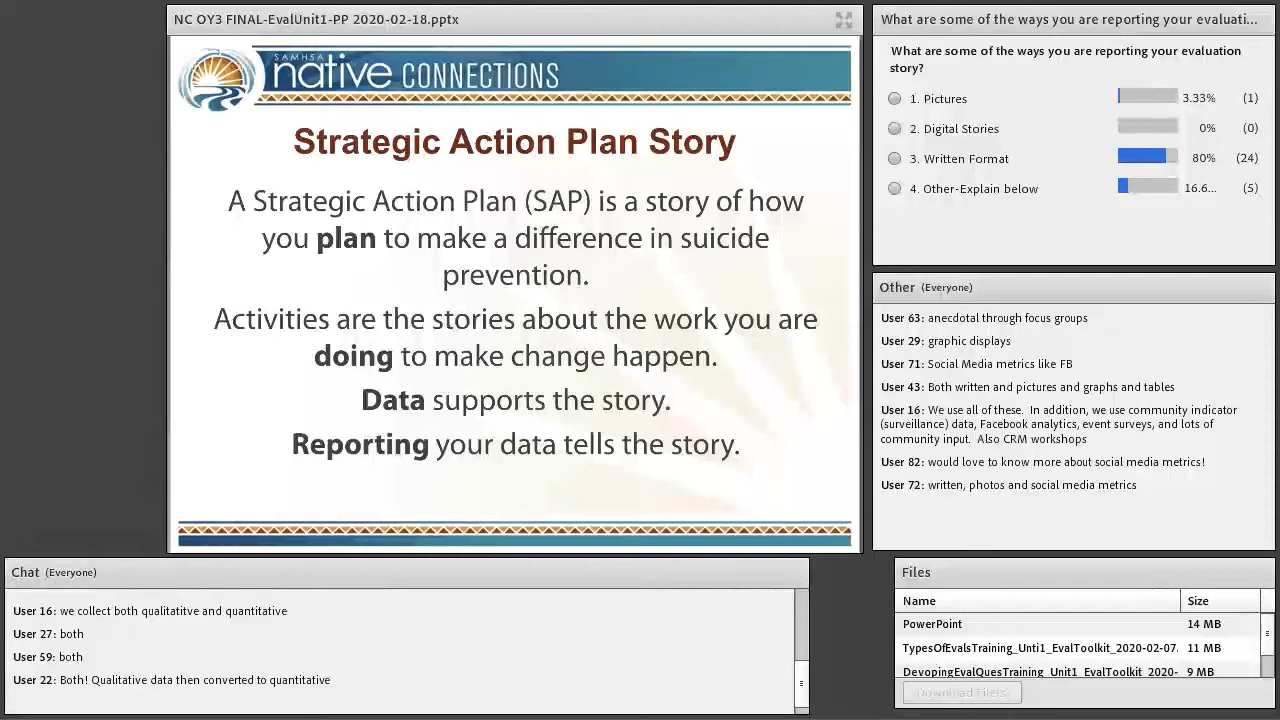 NC OY3 FINAL-EvalUnit1-PP 2020-02-18.pptx
SAMHSA
native CONNECTIONS
Strategic Action Plan Story
A Strategic Action Plan (SAP) is a story of how
you plan to make a difference in suicide
prevention.
Activities are the stories about the work you are
doing to make change happen.
Data supports the story.
Reporting your data tells the story.
What are some of the ways you are reporting your evaluati...
What are some of the ways you are reporting your evaluation
story?
1. Pictures 3.33% (1)
2. Digital Stories 0% (0)
3. Written Format 80% (24)
4. Other-Explain below 16.6... (5)
Other (Everyone)
User 63: anecdotal through focus groups
User 29: graphic displays
User 71: Social Media metrics like FB
User 43: Both written and pictures and graphs and tables
User 16: We use all of these. In addition, we use community indicator
(surveillance) data, Facebook analytics, event surveys, and lots of
community input. Also CRM workshops
User 82: would love to know more about social media metrics!
User 72: written, photos and social media metrics
Chat (Everyone)
User 16: we collect both qualitatitve and quantitative
User 27: both
User 59: both
User 22: Both! Qualitative data then converted to quantitative
Files
Name Size
PowerPoint 14 MB
TypesOfEvalsTraining_Unti1_EvalToolkit_2020-02-07. 11 MB
DevopingEvalQuesTraining_Unit1_EvalToolkit_2020- 9 MB
Download File(s)